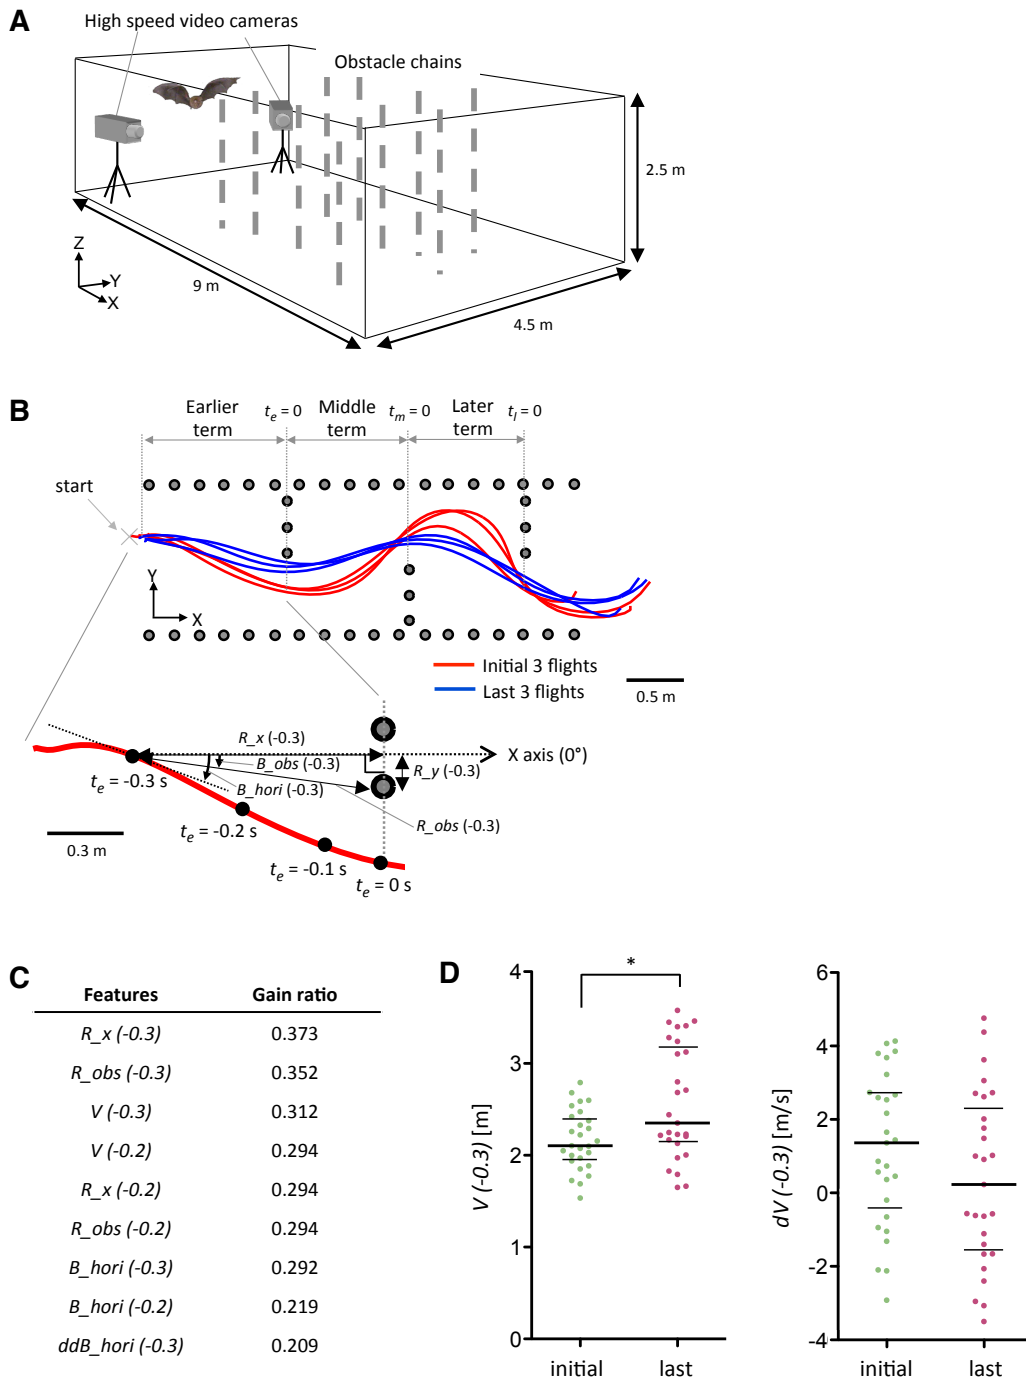 A
High speed video cameras
Obstacle chains
2.5 m
Z
Y
X
9 m
4.5 m
B
Earlier term
t_e = 0
Middle term
t_m = 0
Later term
t_l = 0
start
Y
X
Initial 3 flights
Last 3 flights
0.5 m
R_x (-0.3)
X axis (0°)
B_obs (-0.3)
R_y (-0.3)
B_hori (-0.3)
R_obs (-0.3)
t_e = -0.3 s
t_e = -0.2 s
t_e = -0.1 s
t_e = 0 s
0.3 m
C
Features Gain ratio
R_x (-0.3) 0.373
R_obs (-0.3) 0.352
V (-0.3) 0.312
V (-0.2) 0.294
R_x (-0.2) 0.294
R_obs (-0.2) 0.294
B_hori (-0.3) 0.292
B_hori (-0.2) 0.219
ddB_hori (-0.3) 0.209
D
*
4
3
2
1
0
V (-0.3) [m]
initial last
6
4
2
0
-2
-4
dV (-0.3) [m/s]
initial last